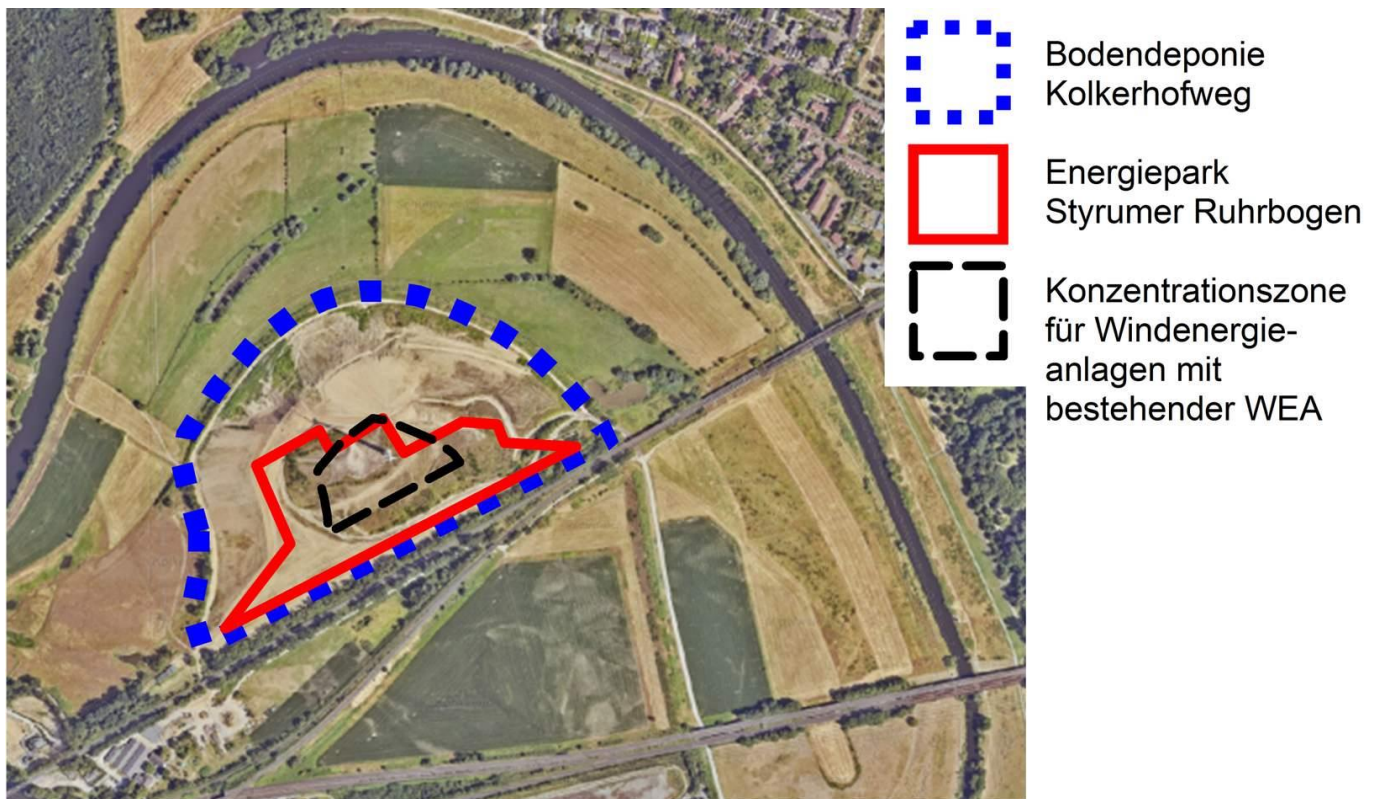 Bodendeponie
Kolkerhofweg
Energiepark
Styrumer Ruhrbogen
Konzentrationszone
für Windenergie-
anlagen mit
bestehender WEA